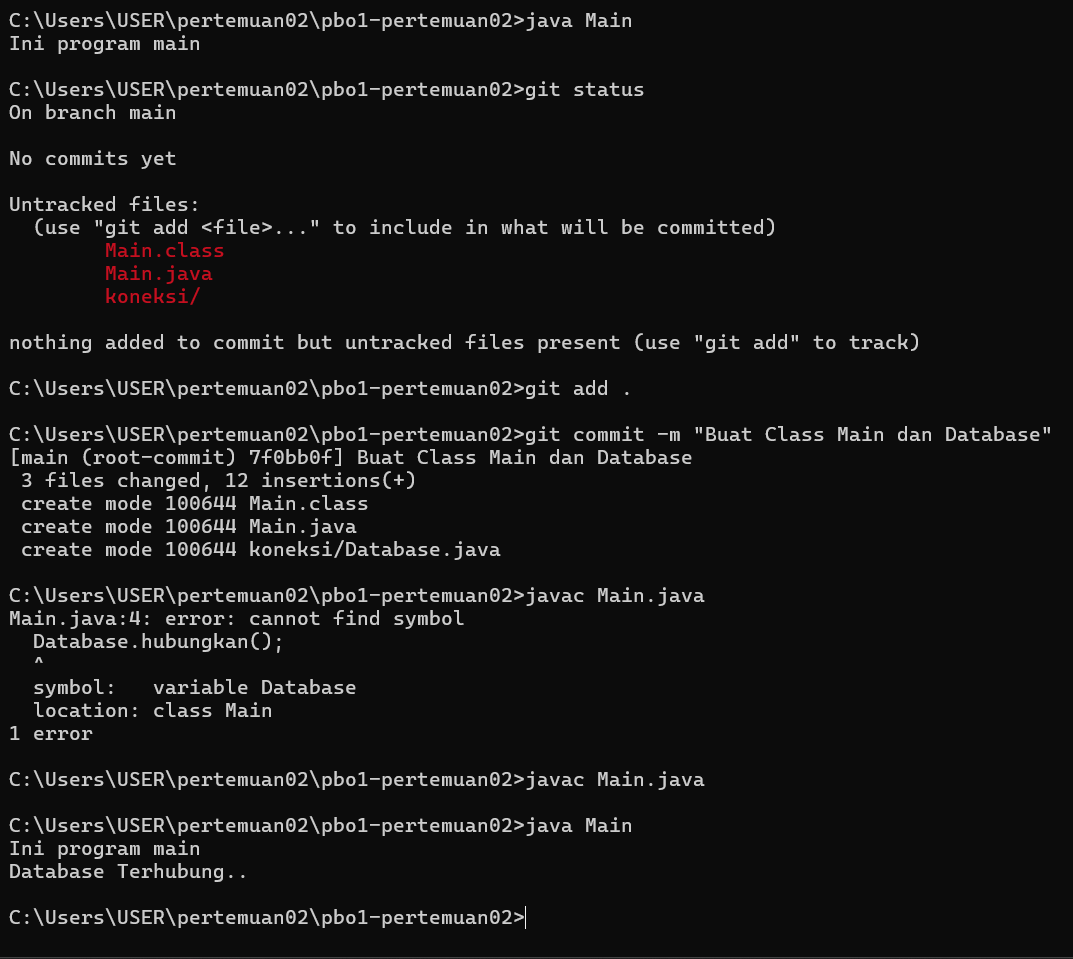 C:\Users\USER\pertemuan02\pbo1-pertemuan02>java Main
Ini program main
C:\Users\USER\pertemuan02\pbo1-pertemuan02>git status
On branch main
No commits yet
Untracked files:
  (use "git add <file>..." to include in what will be committed)
        Main.class
        Main.java
        koneksi/
nothing added to commit but untracked files present (use "git add" to track)
C:\Users\USER\pertemuan02\pbo1-pertemuan02>git add .
C:\Users\USER\pertemuan02\pbo1-pertemuan02>git commit -m "Buat Class Main dan Database"
[main (root-commit) 7f0bb0f] Buat Class Main dan Database
 3 files changed, 12 insertions(+)
 create mode 100644 Main.class
 create mode 100644 Main.java
 create mode 100644 koneksi/Database.java
C:\Users\USER\pertemuan02\pbo1-pertemuan02>javac Main.java
Main.java:4: error: cannot find symbol
  Database.hubungkan();
  ^
  symbol:   variable Database
  location: class Main
1 error
C:\Users\USER\pertemuan02\pbo1-pertemuan02>javac Main.java
C:\Users\USER\pertemuan02\pbo1-pertemuan02>java Main
Ini program main
Database Terhubung..
C:\Users\USER\pertemuan02\pbo1-pertemuan02>